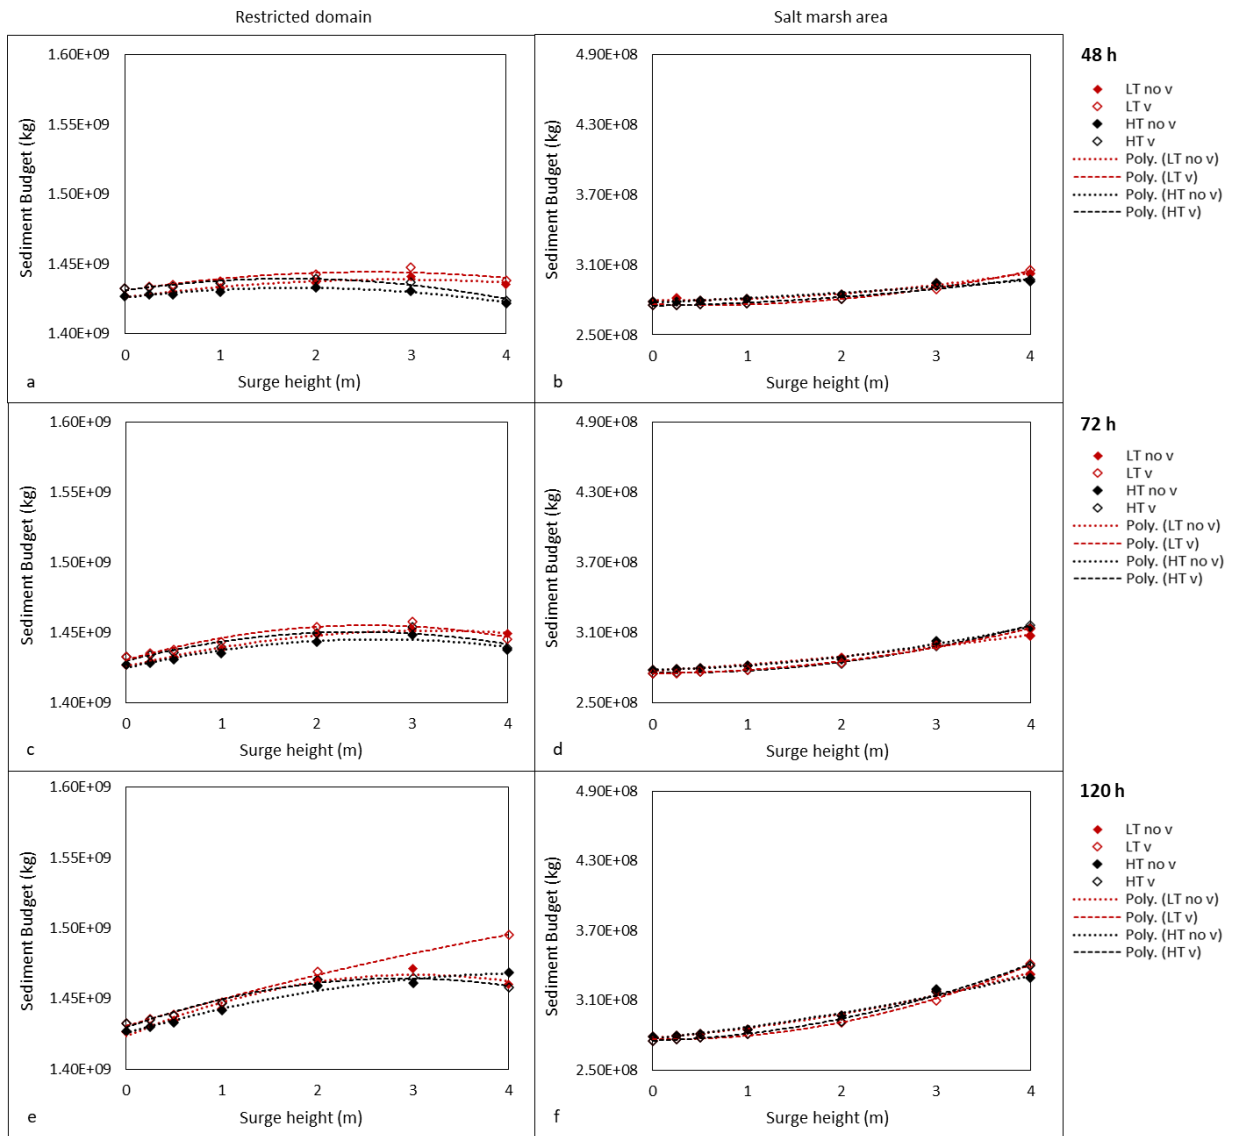 Restricted domain
Salt marsh area
1.60E+09
1.55E+09
1.50E+09
1.45E+09
1.40E+09
Sediment Budget (kg)
0 1 2 3 4
Surge height (m)
a
4.90E+08
4.30E+08
3.70E+08
3.10E+08
2.50E+08
Sediment Budget (kg)
0 1 2 3 4
Surge height (m)
b
48 h
LT no v
LT v
HT no v
HT v
Poly. (LT no v)
Poly. (LT v)
Poly. (HT no v)
Poly. (HT v)
1.60E+09
1.55E+09
1.50E+09
1.45E+09
1.40E+09
Sediment Budget (kg)
0 1 2 3 4
Surge height (m)
c
4.90E+08
4.30E+08
3.70E+08
3.10E+08
2.50E+08
Sediment Budget (kg)
0 1 2 3 4
Surge height (m)
d
72 h
LT no v
LT v
HT no v
HT v
Poly. (LT no v)
Poly. (LT v)
Poly. (HT no v)
Poly. (HT v)
1.60E+09
1.55E+09
1.50E+09
1.45E+09
1.40E+09
Sediment Budget (kg)
0 1 2 3 4
Surge height (m)
e
4.90E+08
4.30E+08
3.70E+08
3.10E+08
2.50E+08
Sediment Budget (kg)
0 1 2 3 4
Surge height (m)
f
120 h
LT no v
LT v
HT no v
HT v
Poly. (LT no v)
Poly. (LT v)
Poly. (HT no v)
Poly. (HT v)